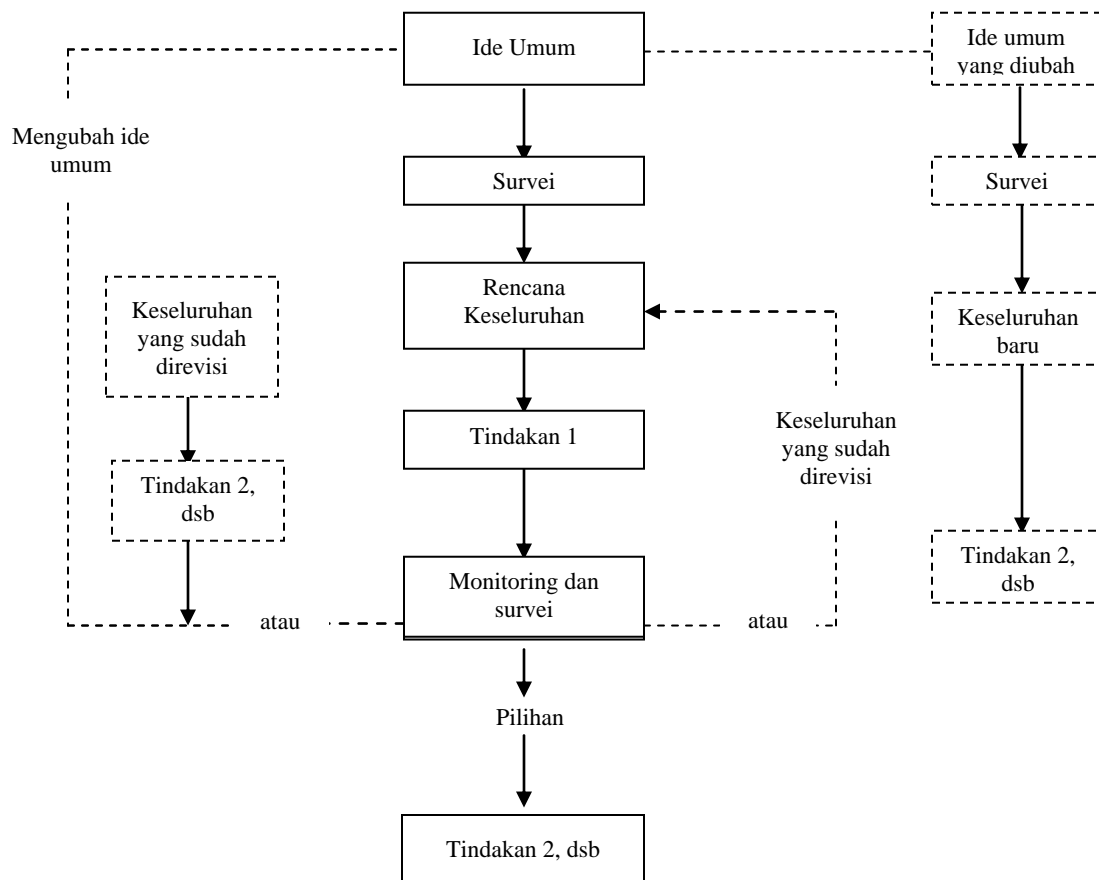 Ide Umum
Ide umum
yang diubah
Mengubah ide
umum
Survei
Survei
Rencana
Keseluruhan
Keseluruhan
yang sudah
direvisi
Keseluruhan
baru
Tindakan 1
Keseluruhan
yang sudah
direvisi
Tindakan 2,
dsb
Monitoring dan
survei
Tindakan 2,
dsb
atau
atau
Pilihan
Tindakan 2, dsb